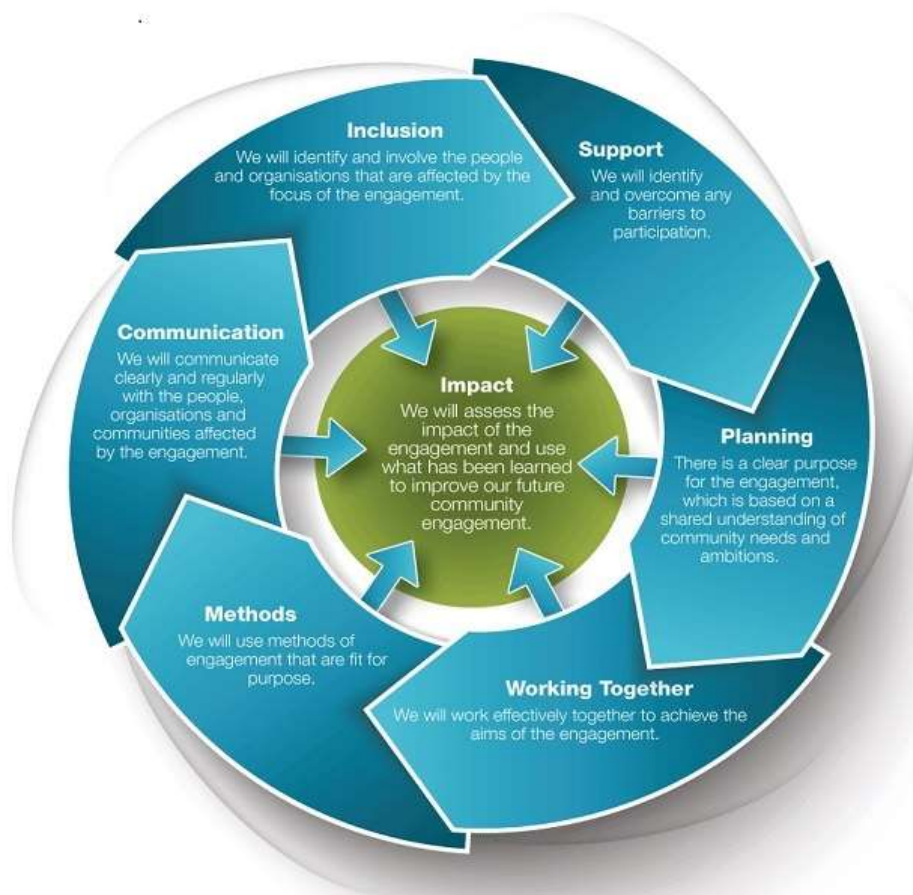 Inclusion
We will identify and involve the people
and organisations that are affected by the
focus of the engagement.
Support
We will identify
and overcome any
barriers to
participation.
Planning
There is a clear purpose
for the engagement,
which is based on a
shared understanding of
community needs and
ambitions.
Working Together
We will work effectively together to achieve the
aims of the engagement.
Methods
We will use methods of
engagement that are fit for
purpose.
Communication
We will communicate
clearly and regularly
with the people,
organisations and
communities affected
by the engagement.
Impact
We will assess the
impact of the
engagement and use
what has been learned
to improve our future
community
engagement.